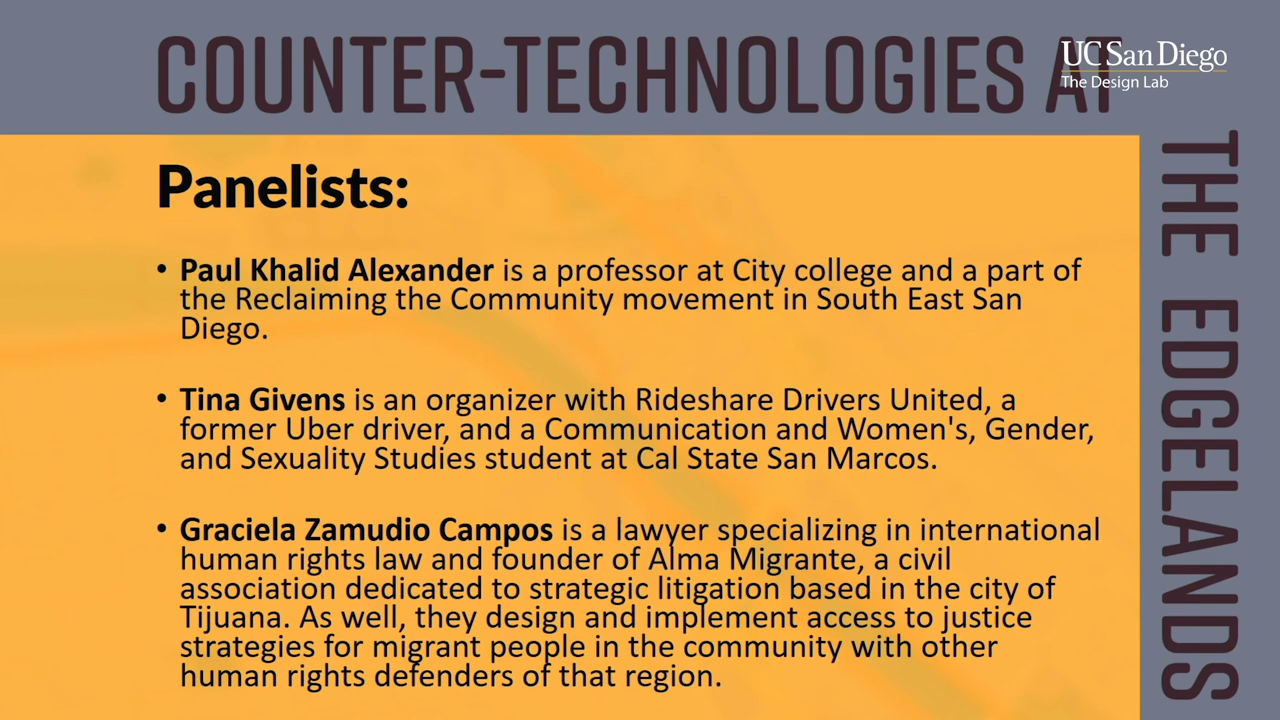 COUNTER-TECHNOLOGIES AT
UC San Diego
The Design Lab
THE EDGELANDS
Panelists:
• Paul Khalid Alexander is a professor at City college and a part of
the Reclaiming the Community movement in South East San
Diego.
• Tina Givens is an organizer with Rideshare Drivers United, a
former Uber driver, and a Communication and Women's, Gender,
and Sexuality Studies student at Cal State San Marcos.
• Graciela Zamudio Campos is a lawyer specializing in international
human rights law and founder of Alma Migrante, a civil
association dedicated to strategic litigation based in the city of
Tijuana. As well, they design and implement access to justice
strategies for migrant people in the community with other
human rights defenders of that region.